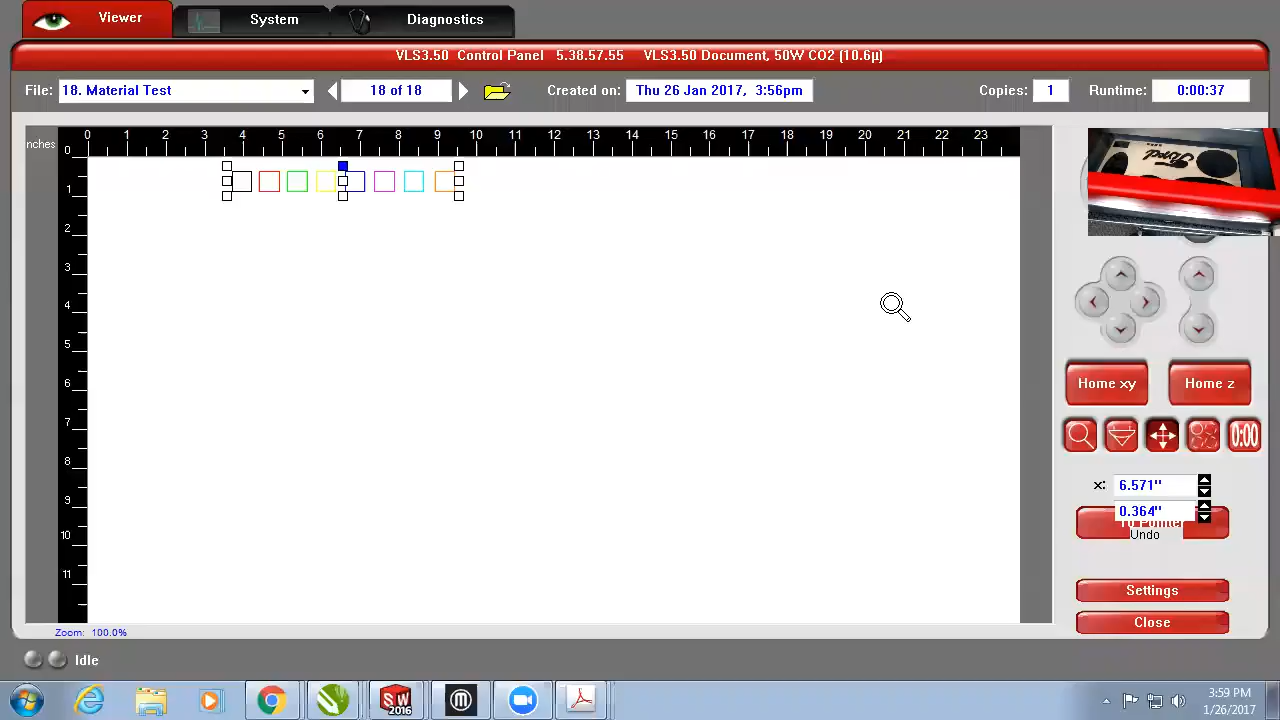 Viewer System Diagnostics
VLS3.50 Control Panel 5.38.57.55 VLS3.50 Document, 50W CO2 (10.6µ)
File: 18. Material Test 18 of 18 Created on: Thu 26 Jan 2017, 3:56pm Copies: 1 Runtime: 0:00:37
nches
0 1 2 3 4 5 6 7 8 9 10 11 12 13 14 15 16 17 18 19 20 21 22 23
0
1
2
3
4
5
6
7
8
9
10
11
Ford
Home xy Home z
0:00
x: 6.571"
0.364"
To Pointer
Undo
Settings
Close
Zoom: 100.0%
Idle
SW
2016
3:59 PM
1/26/2017